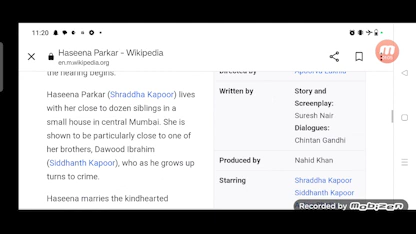 11:20
Haseena Parkar - Wikipedia
en.m.wikipedia.org
the hearing begins.
Haseena Parkar (Shraddha Kapoor) lives
with her close to dozen siblings in a
small house in central Mumbai. She is
shown to be particularly close to one of
her brothers, Dawood Ibrahim
(Siddhanth Kapoor), who as he grows up
turns to crime.
Haseena marries the kindhearted
Directed by Apoorva Lakhia
Written by Story and
Screenplay:
Suresh Nair
Dialogues:
Chintan Gandhi
Produced by Nahid Khan
Starring Shraddha Kapoor
Siddhanth Kapoor
Recorded by mobizen